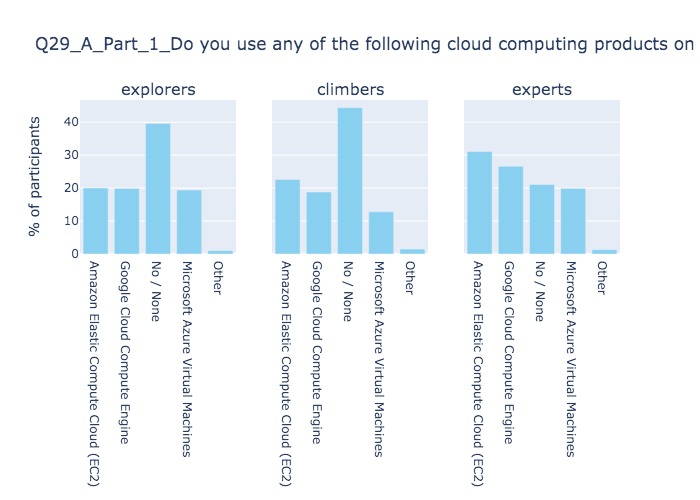 Q29_A_Part_1_Do you use any of the following cloud computing products on
explorers
climbers
experts
% of participants
40
30
20
10
0
Amazon Elastic Compute Cloud (EC2)
Google Cloud Compute Engine
No / None
Microsoft Azure Virtual Machines
Other
Amazon Elastic Compute Cloud (EC2)
Google Cloud Compute Engine
No / None
Microsoft Azure Virtual Machines
Other
Amazon Elastic Compute Cloud (EC2)
Google Cloud Compute Engine
No / None
Microsoft Azure Virtual Machines
Other